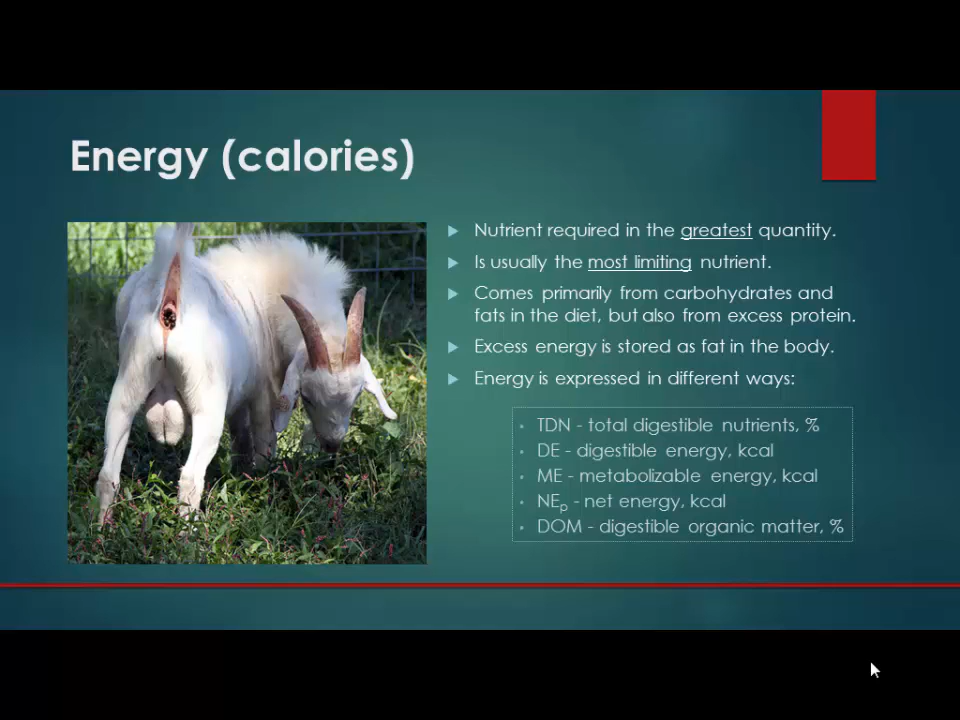 Energy (calories)
Nutrient required in the greatest quantity.
Is usually the most limiting nutrient.
Comes primarily from carbohydrates and
fats in the diet, but also from excess protein.
Excess energy is stored as fat in the body.
Energy is expressed in different ways:
TDN - total digestible nutrients, %
DE - digestible energy, kcal
ME - metabolizable energy, kcal
NEp - net energy, kcal
DOM - digestible organic matter, %